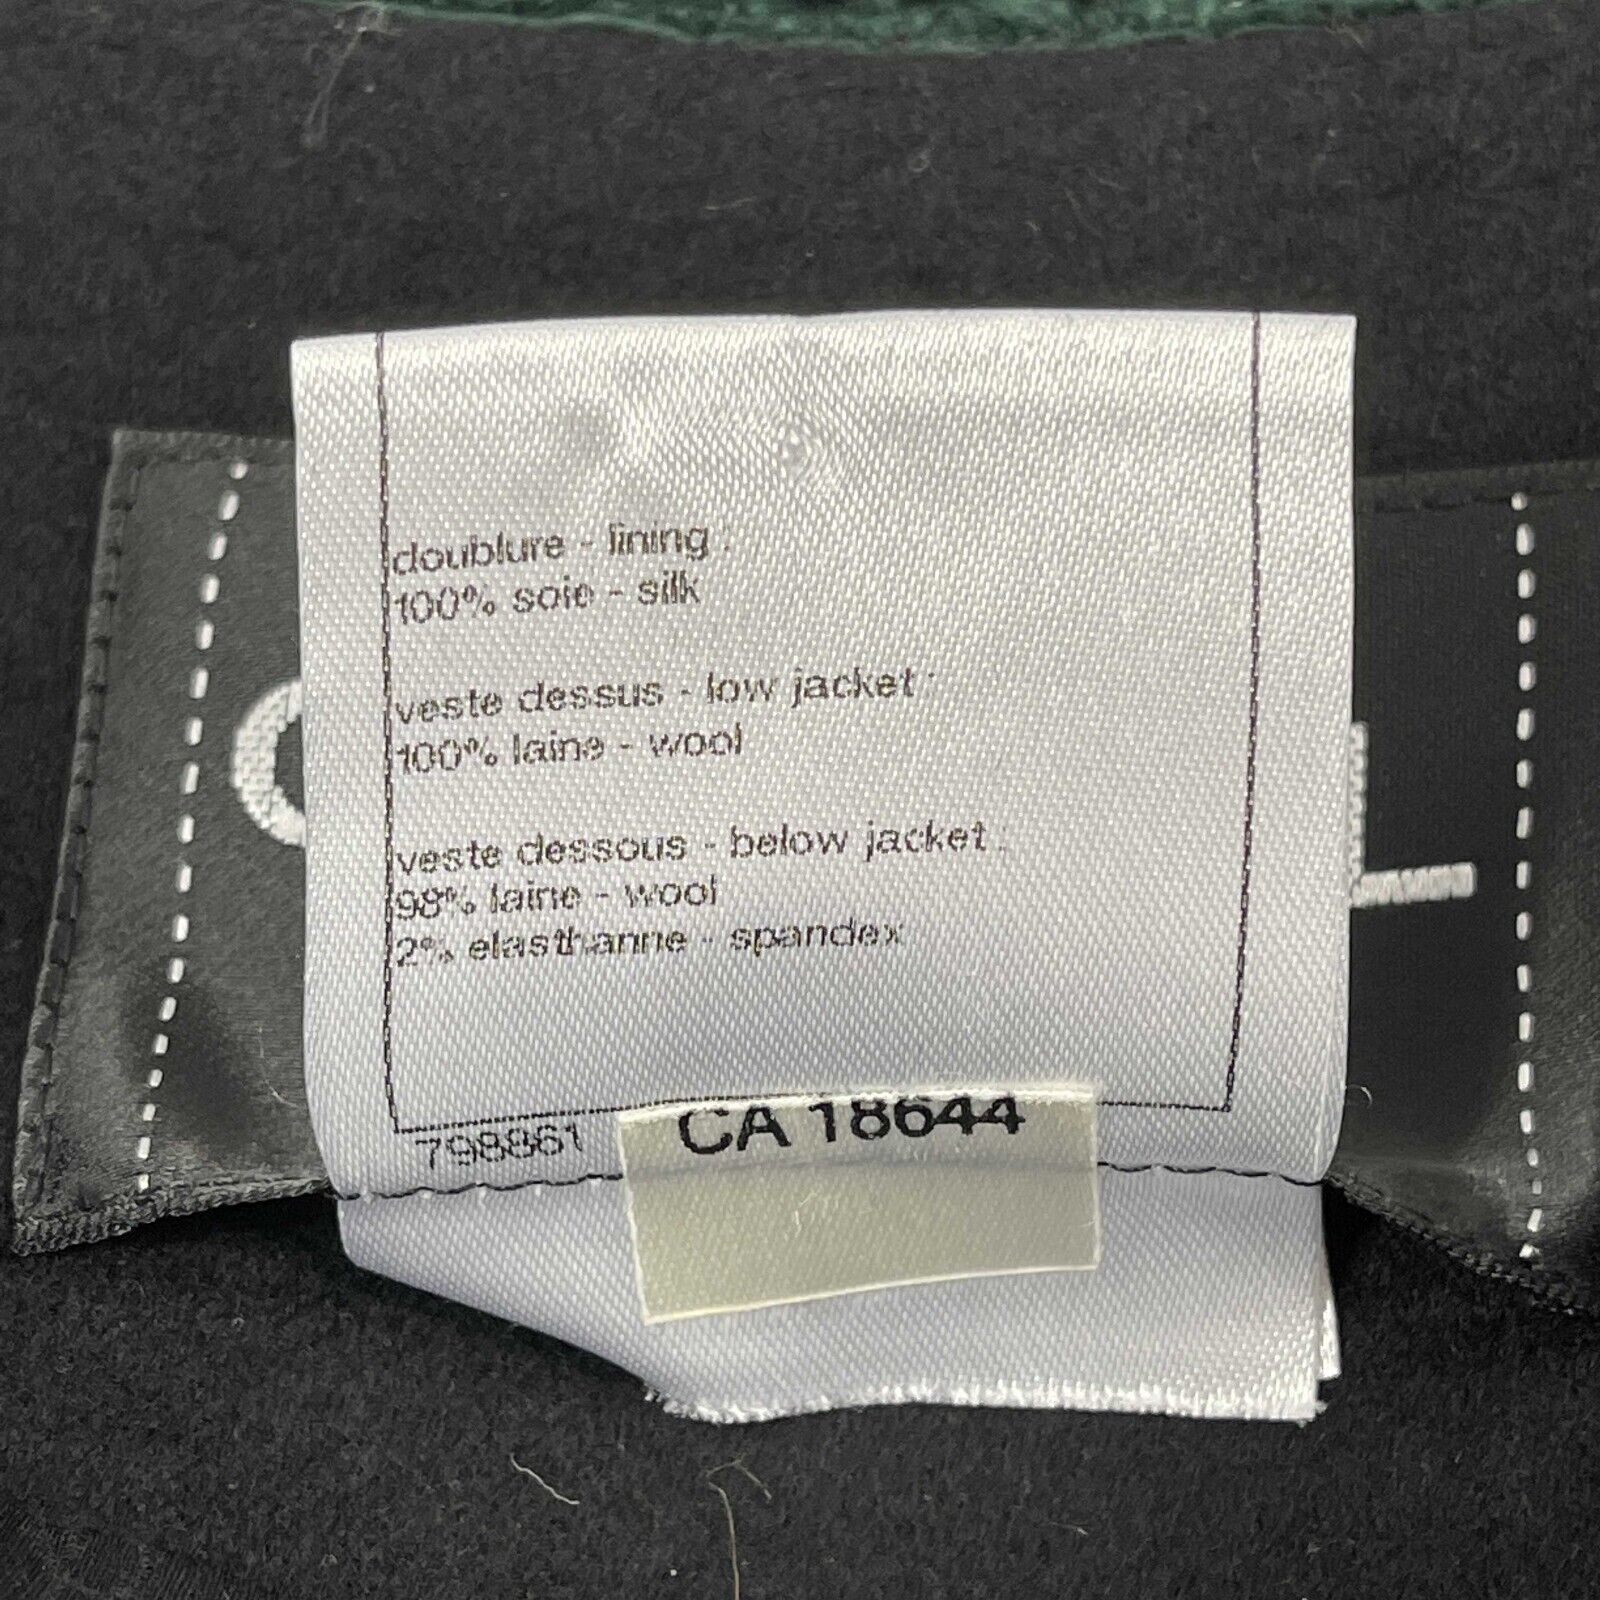 doublure - lining :
100% soie - silk
veste dessus - low jacket :
100% laine - wool
veste dessous - below jacket :
98% laine - wool
2% elasthanne - spandex
798861
CA 18644